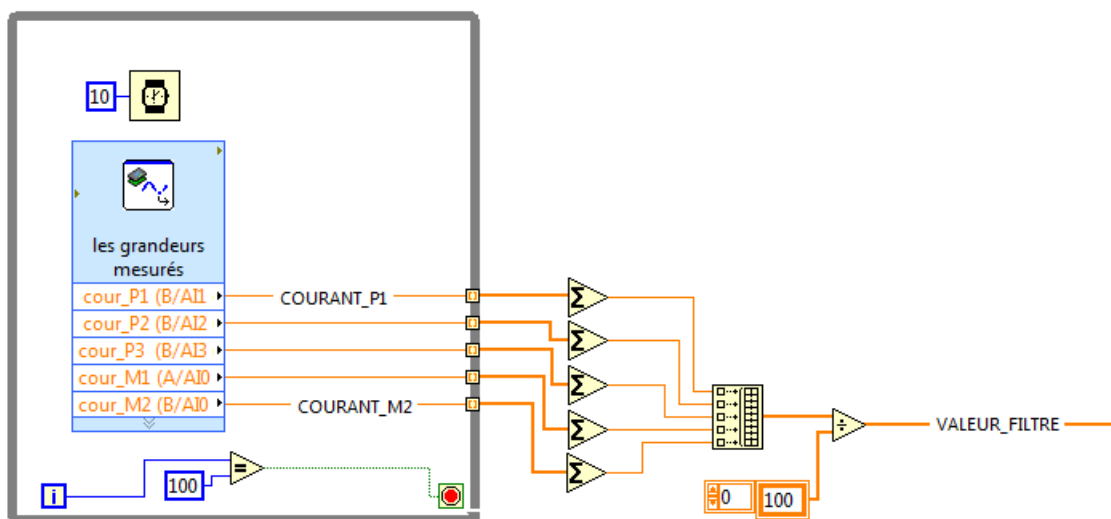 10
les grandeurs
mesurés
cour_P1 (B/AI1
COURANT_P1
cour_P2 (B/AI2
cour_P3 (B/AI3
cour_M1 (A/AI0
cour_M2 (B/AI0
COURANT_M2
VALEUR_FILTRE
i
100
=
Σ
Σ
Σ
Σ
Σ
÷
0
100